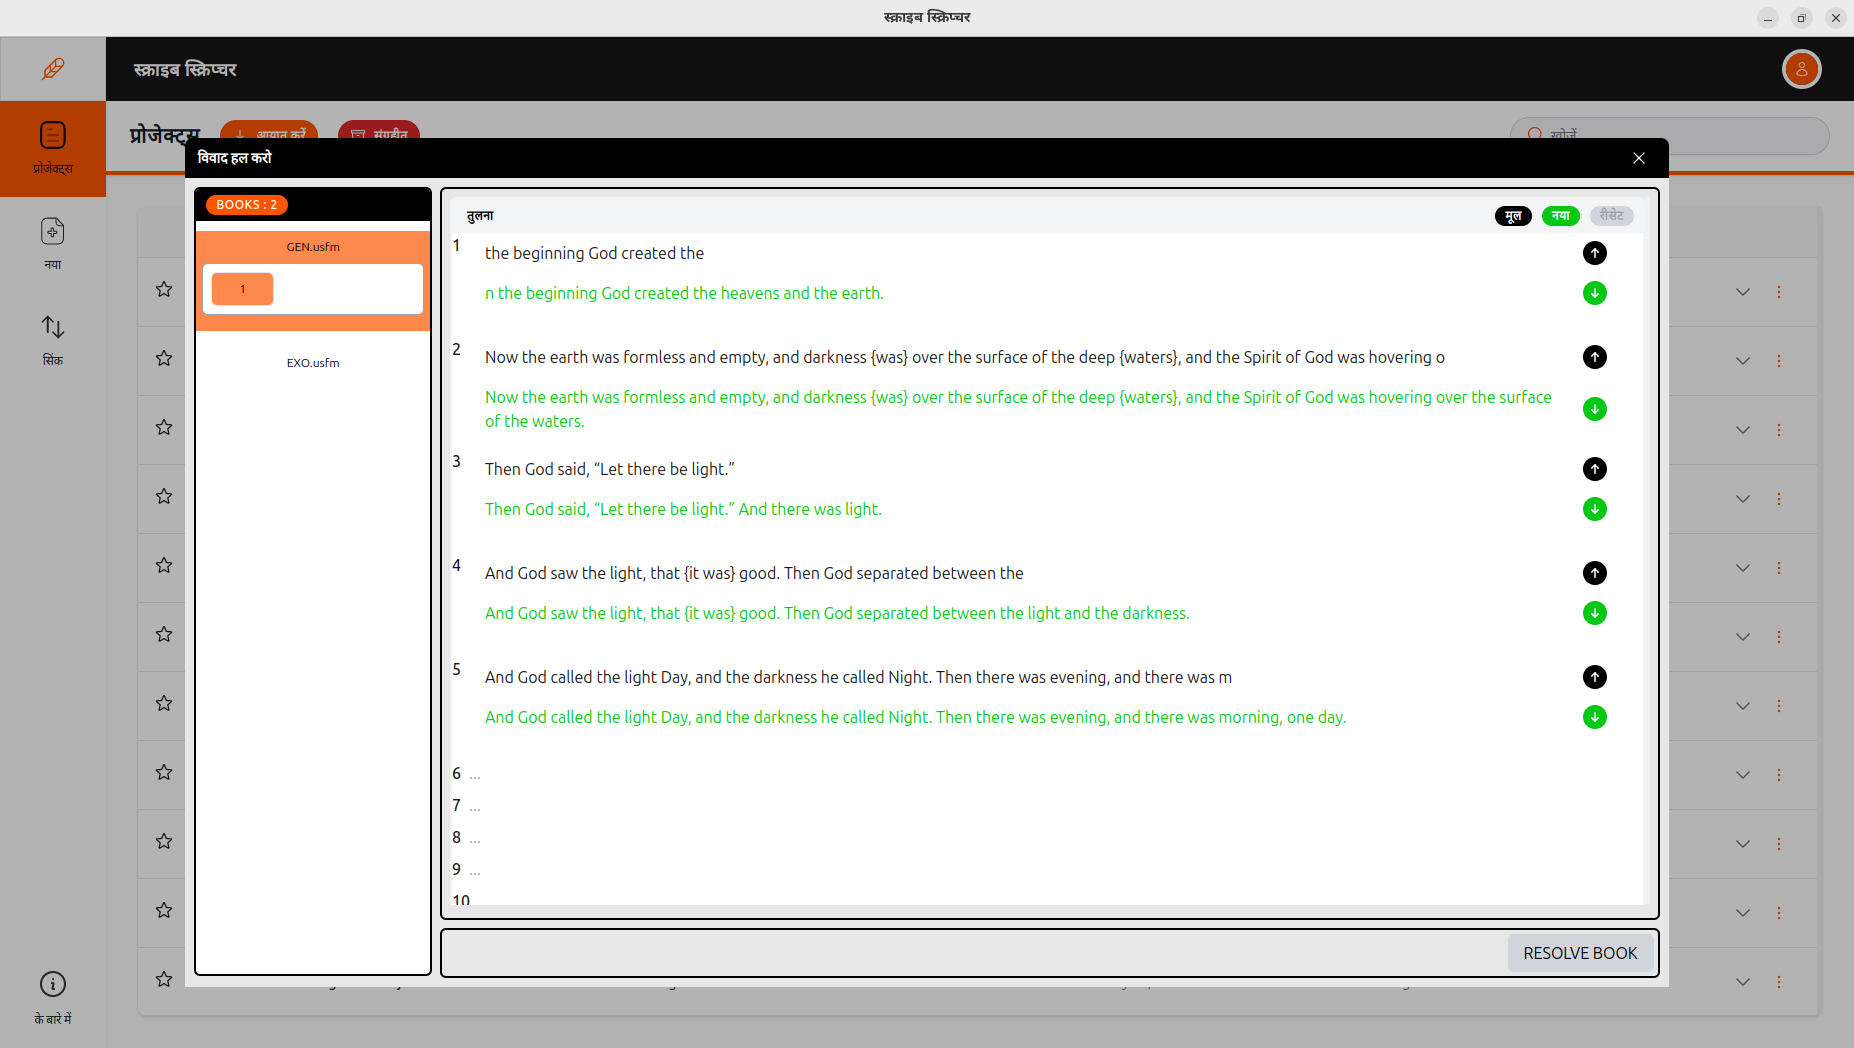 स्क्राइब स्क्रिप्चर
स्क्राइब स्क्रिप्चर
प्रोजेक्ट्स
नया
सिंक
के बारे में
प्रोजेक्ट्स
आयात करें
संग्रहीत
खोजें
विवाद हल करो
BOOKS : 2
GEN.usfm
1
EXO.usfm
तुलना
मूल
नया
रीसेट
1 the beginning God created the
n the beginning God created the heavens and the earth.
2 Now the earth was formless and empty, and darkness {was} over the surface of the deep {waters}, and the Spirit of God was hovering o
Now the earth was formless and empty, and darkness {was} over the surface of the deep {waters}, and the Spirit of God was hovering over the surface
of the waters.
3 Then God said, “Let there be light.”
Then God said, “Let there be light.” And there was light.
4 And God saw the light, that {it was} good. Then God separated between the
And God saw the light, that {it was} good. Then God separated between the light and the darkness.
5 And God called the light Day, and the darkness he called Night. Then there was evening, and there was m
And God called the light Day, and the darkness he called Night. Then there was evening, and there was morning, one day.
6 ...
7 ...
8 ...
9 ...
10
RESOLVE BOOK